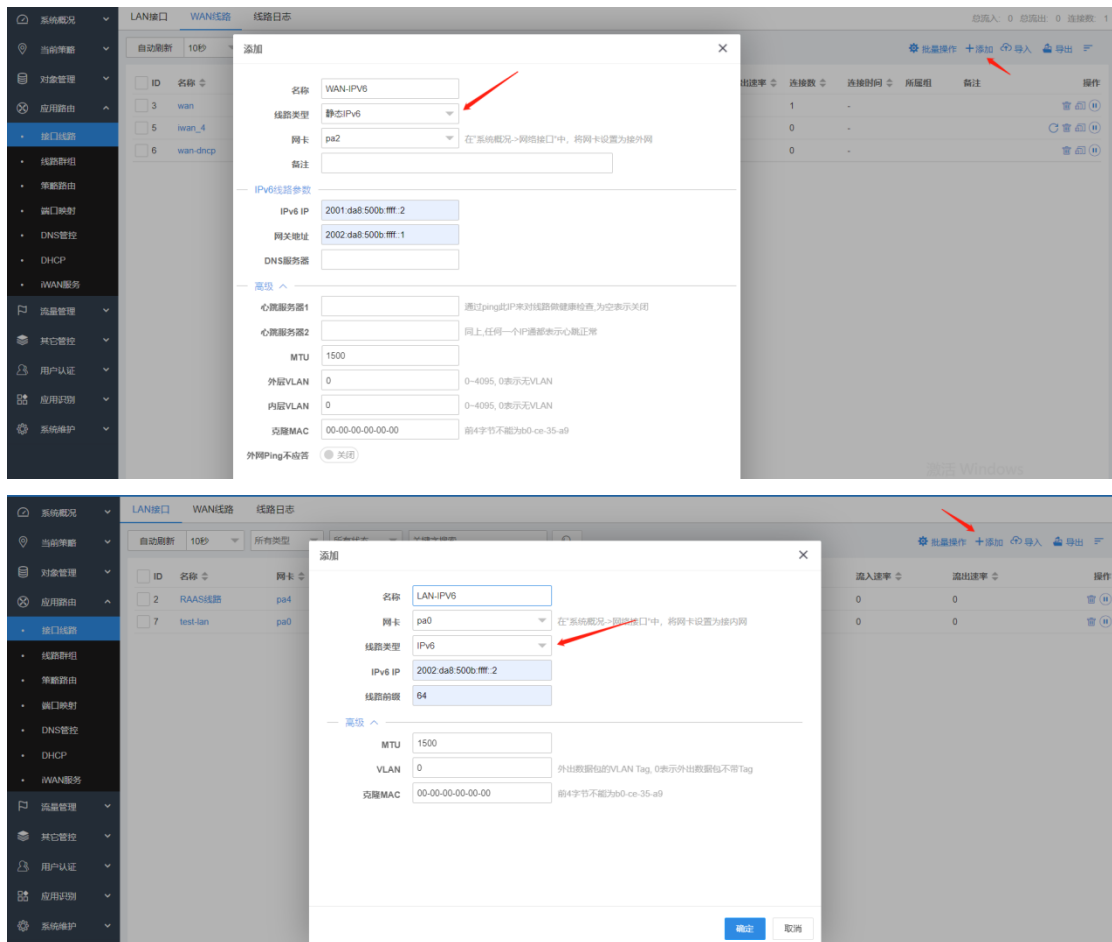 系统概况
LAN接口 WAN线路 线路日志
总流入: 0 总流出: 0 连接数: 1
当前策略
自动刷新 10秒
添加
批量操作 添加 导入 导出
对象管理
ID 名称
出速率 连接数 连接时间 所属组 备注 操作
名称 WAN-IPV6
3 wan 1 -
应用路由
线路类型 静态IPv6
接口线路
5 iwan_4 0 -
网卡 pa2 在"系统概况->网络接口"中，将网卡设置为接外网
6 wan-dncp 0 -
线路群组
备注
策略路由
IPv6线路参数
端口映射
IPv6 IP 2001:da8:500b:ffff::2
DNS管控
网关地址 2002:da8:500b:ffff::1
DHCP
DNS服务器
iWAN服务
高级
流量管理
心跳服务器1 通过ping此IP来对线路做健康检查,为空表示关闭
其它管控
心跳服务器2 同上,任何一个IP通都表示心跳正常
MTU 1500
用户认证
外层VLAN 0 0~4095, 0表示无VLAN
应用识别
内层VLAN 0 0~4095, 0表示无VLAN
系统维护
克隆MAC 00-00-00-00-00-00 前4字节不能为b0-ce-35-a9
外网Ping不应答 关闭
激活 Windows
系统概况
LAN接口 WAN线路 线路日志
当前策略
自动刷新 10秒 所有类型 所有状态 关键字搜索
批量操作 添加 导入 导出
添加
对象管理
ID 名称 网卡
流入速率 流出速率 操作
名称 LAN-IPV6
应用路由
2 RAAS线路 pa4 0 0
网卡 pa0 在"系统概况->网络接口"中，将网卡设置为接内网
接口线路
7 test-lan pa0 0 0
线路类型 IPv6
线路群组
IPv6 IP 2002:da8:500b:ffff::2
策略路由
线路前缀 64
端口映射
高级
DNS管控
MTU 1500
DHCP
VLAN 0 外出数据包的VLAN Tag, 0表示外出数据包不带Tag
iWAN服务
克隆MAC 00-00-00-00-00-00 前4字节不能为b0-ce-35-a9
流量管理
其它管控
用户认证
应用识别
系统维护
确定 取消